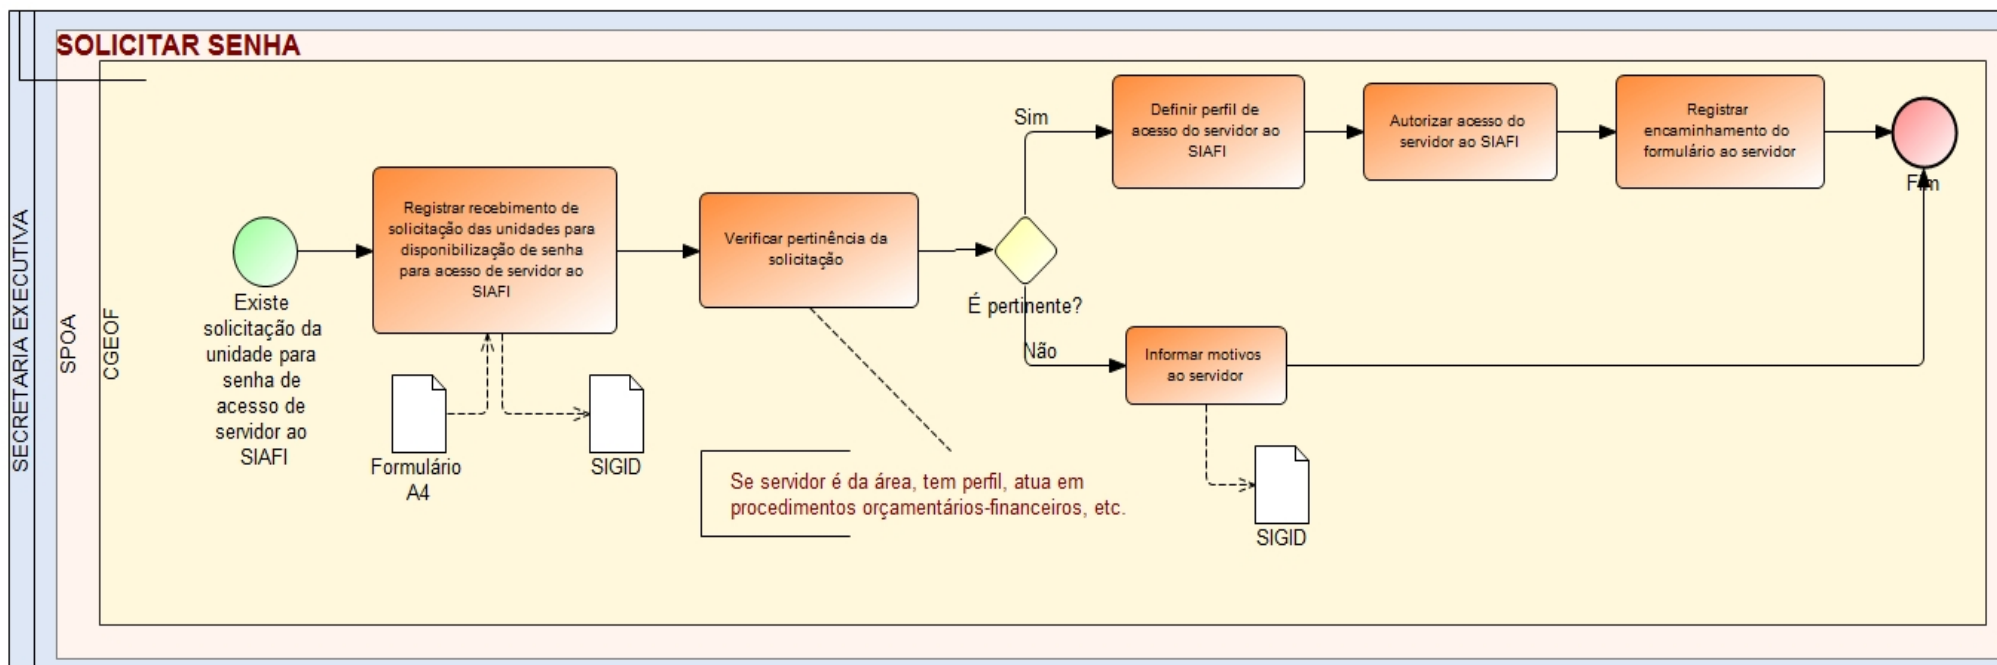 SOLICITAR SENHA
SECRETARIA EXECUTIVA
SPOA
CGEOF
Existe
solicitação da
unidade para
senha de
acesso de
servidor ao
SIAFI
Registrar recebimento de
solicitação das unidades para
disponibilização de senha
para acesso de servidor ao
SIAFI
Formulário
A4
SIGID
Verificar pertinência da
solicitação
Se servidor é da área, tem perfil, atua em
procedimentos orçamentários-financeiros, etc.
É pertinente?
Sim
Definir perfil de
acesso do servidor ao
SIAFI
Autorizar acesso do
servidor ao SIAFI
Registrar
encaminhamento do
formulário ao servidor
Fim
Não
Informar motivos
ao servidor
SIGID